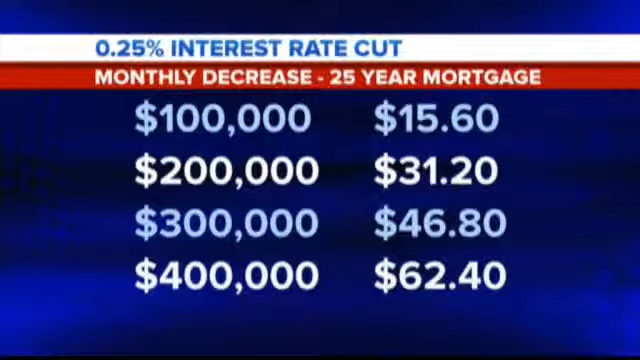 0.25% INTEREST RATE CUT
MONTHLY DECREASE - 25 YEAR MORTGAGE
$100,000 $15.60
$200,000 $31.20
$300,000 $46.80
$400,000 $62.40